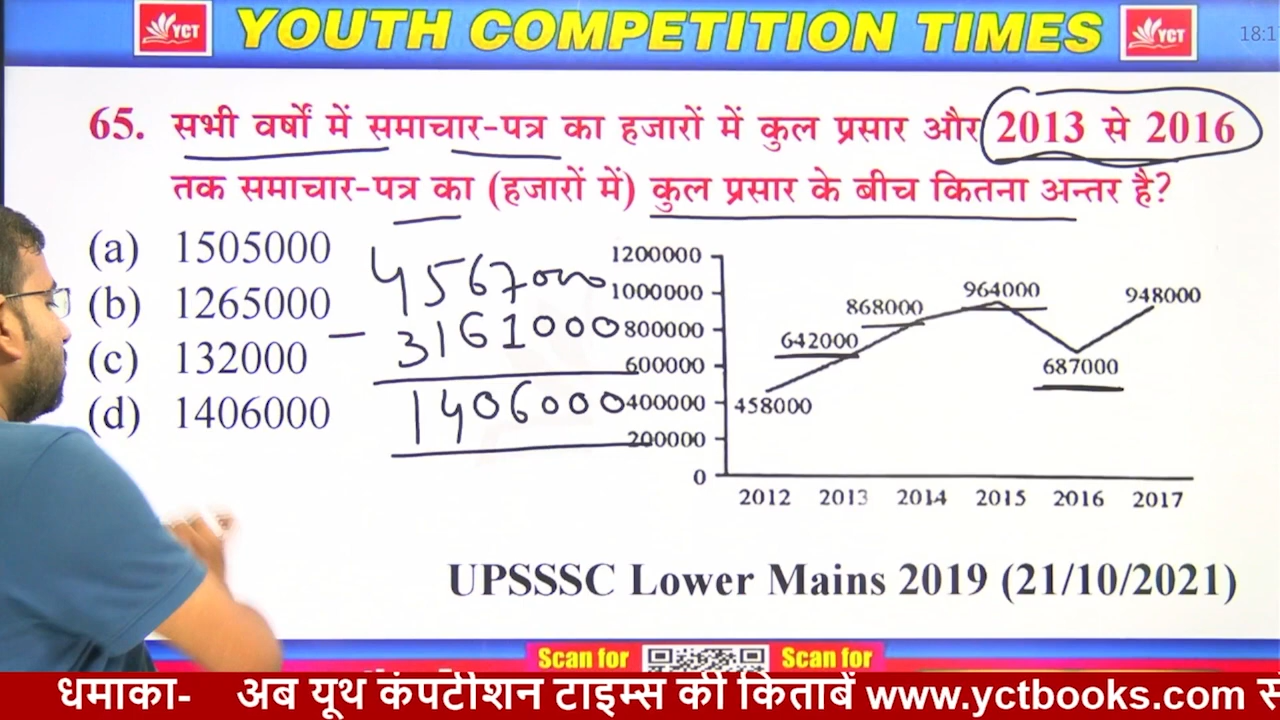 YCT YOUTH COMPETITION TIMES YCT
65. सभी वर्षों में समाचार-पत्र का हजारों में कुल प्रसार और 2013 से 2016
तक समाचार-पत्र का (हजारों में) कुल प्रसार के बीच कितना अन्तर है?
(a) 1505000
(b) 1265000
(c) 132000
(d) 1406000
4567000
- 3161000
1406000
1200000
1000000
800000
600000
400000
200000
0
458000
642000
868000
964000
687000
948000
2012 2013 2014 2015 2016 2017
UPSSSC Lower Mains 2019 (21/10/2021)
Scan for Scan for
धमाका- अब यूथ कंपटीशन टाइम्स की किताबें www.yctbooks.com